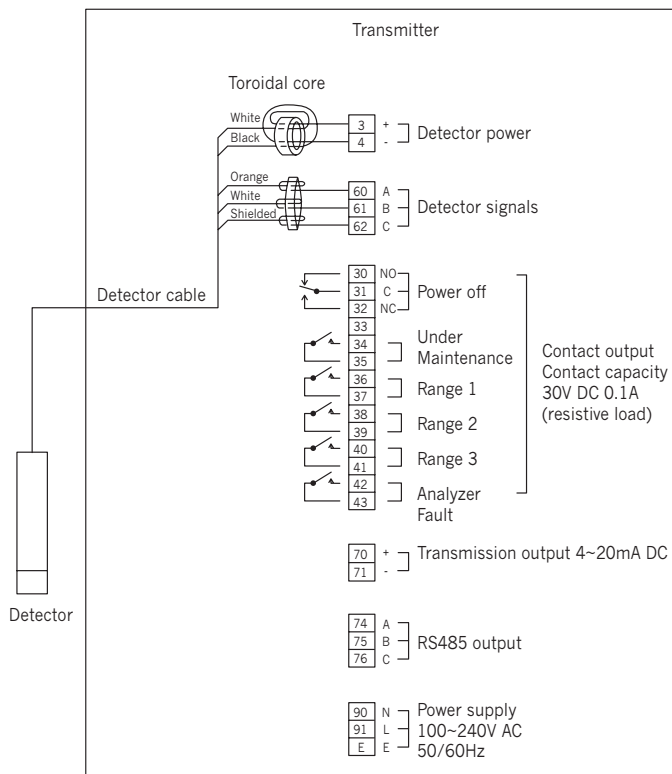 Transmitter
Toroidal core
White
3 +
Black
4 -
Detector power
Orange
60 A
White
61 B
Shielded
62 C
Detector signals
Detector cable
30 NO
31 C
32 NC
Power off
33
34
35
Under
Maintenance
36
37
Range 1
38
39
Range 2
40
41
Range 3
42
43
Analyzer
Fault
Contact output
Contact capacity
30V DC 0.1A
(resistive load)
70 +
71 -
Transmission output 4~20mA DC
Detector
74 A
75 B
76 C
RS485 output
90 N
91 L
E E
Power supply
100~240V AC
50/60Hz